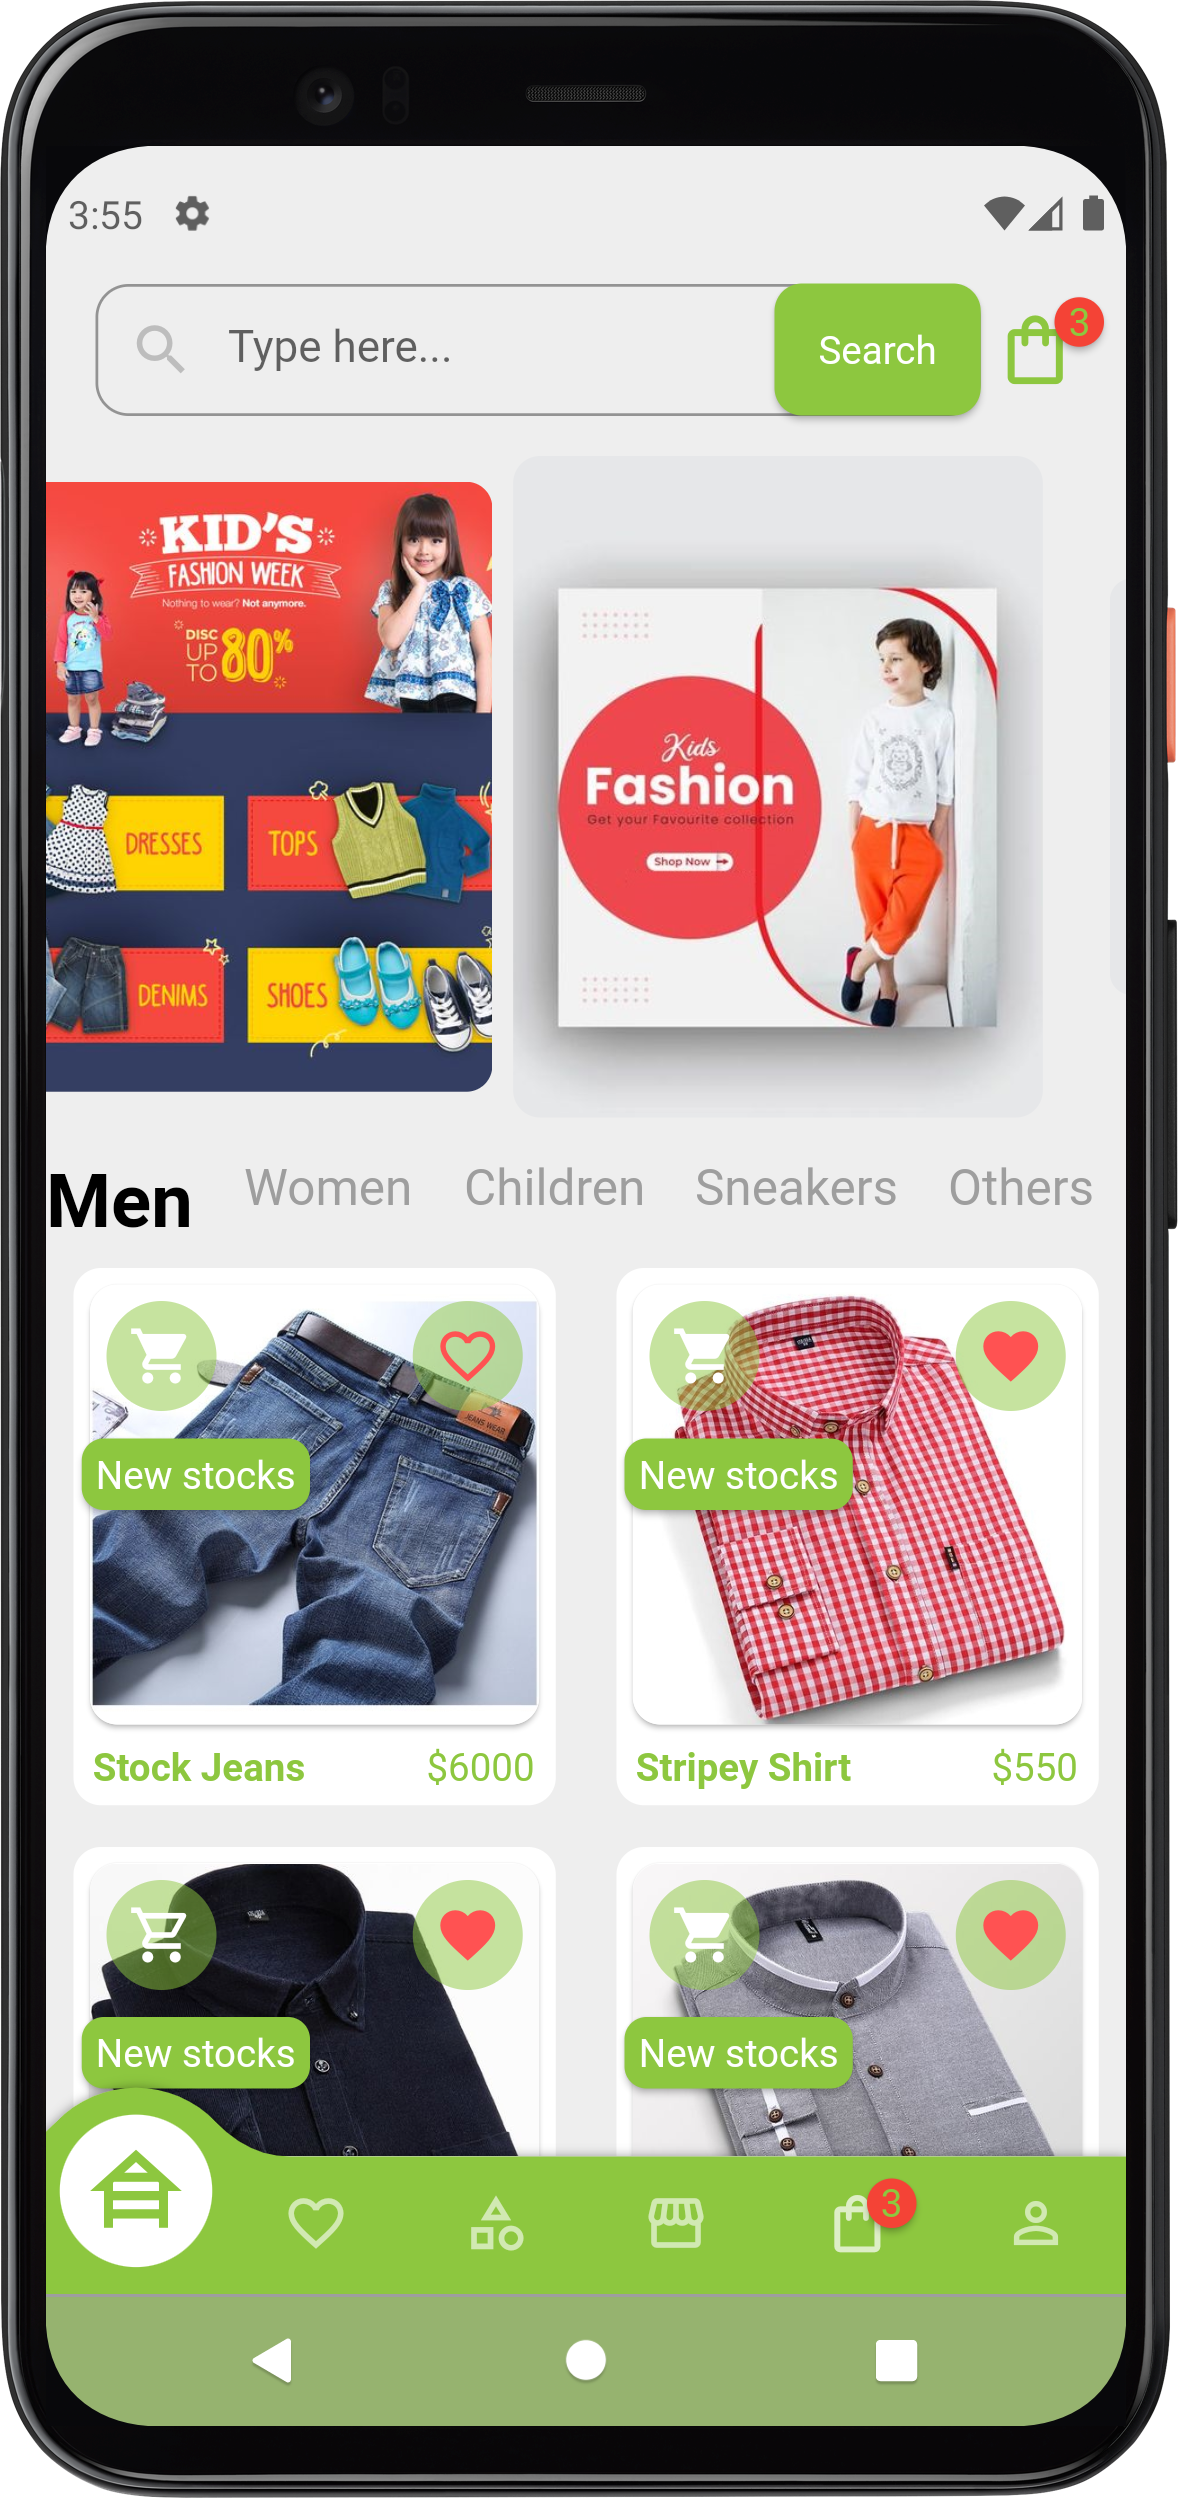 3:55
Type here...
Search
3
KID'S
FASHION WEEK
Nothing to wear? Not anymore.
DISC
UP
TO
80%
DRESSES
TOPS
DENIMS
SHOES
Kids
Fashion
Get your Favourite collection
Shop Now
Men Women Children Sneakers Others
JEANS WEAR
New stocks
New stocks
Stock Jeans $6000
Stripey Shirt $550
New stocks
New stocks
3